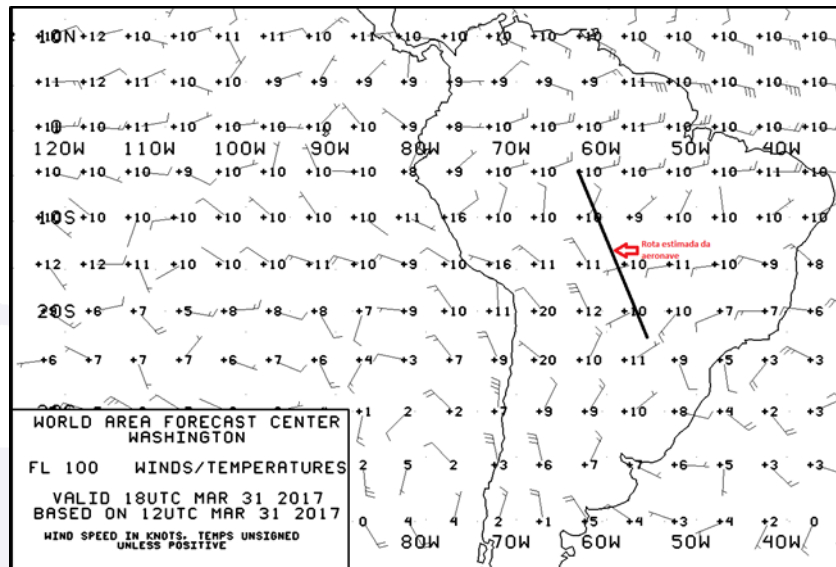 10N +12 +10 +10 +11 +11 +10 +11 +10 +10 +10 +10 +10 +10 +10 +10 +10 +10
+11 +12 +11 +10 +10 +9 +9 +9 +9 +9 +9 +9 +9 +11 +10 +10 +10 +10
+10 +11 +10 +10 +10 +10 +10 +9 +8 +10 +10 +10 +11 +10 +10 +10 +10
120W 110W 100W 90W 80W 70W 60W 50W 40W
+10 +10 +10 +9 +10 +10 +10 +10 +8 +9 +10 +10 +10 +10 +10 +10 +11 +10
10S +10 +10 +10 +10 +10 +10 +10 +11 +16 +10 +10 +10 +9 +10 +10 +10 +10
Rota estimada da
aeronave
+12 +12 +11 +10 +10 +10 +11 +10 +9 +10 +16 +11 +11 +10 +11 +10 +9 +8
20S +6 +7 +5 +8 +8 +8 +7 +9 +10 +11 +20 +12 +10 +10 +7 +7 +6
+6 +7 +7 +7 +6 +7 +6 +4 +3 +7 +9 +20 +10 +11 +9 +5 +3 +3
+1 2 +2 +7 +9 +9 +10 +8 +4 +2 +3
2 5 2 +3 +6 +7 +7 +6 +5 +3 +3
0 4 4 2 +1 +5 +4 +3 +4 +2 0
80W 70W 60W 50W 40W
WORLD AREA FORECAST CENTER
WASHINGTON
FL 100 WINDS/TEMPERATURES
VALID 18UTC MAR 31 2017
BASED ON 12UTC MAR 31 2017
WIND SPEED IN KNOTS, TEMPS UNSIGNED
UNLESS POSITIVE